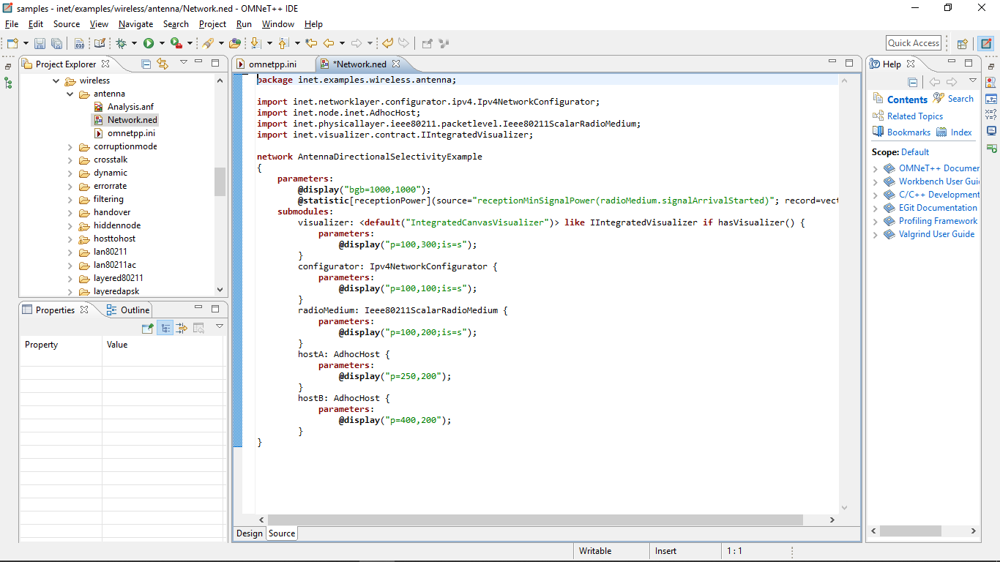 samples - inet/examples/wireless/antenna/Network.ned - OMNeT++ IDE
File Edit Source View Navigate Search Project Run Window Help
Quick Access
Project Explorer
wireless
antenna
Analysis.anf
Network.ned
omnetpp.ini
corruptionmode
crosstalk
dynamic
errorrate
filtering
handover
hiddennode
hosttohost
lan80211
lan80211ac
layered80211
layeredapsk
Properties Outline
Property Value
omnetpp.ini *Network.ned
package inet.examples.wireless.antenna;
import inet.networklayer.configurator.ipv4.Ipv4NetworkConfigurator;
import inet.node.inet.AdhocHost;
import inet.physicallayer.ieee80211.packetlevel.Ieee80211ScalarRadioMedium;
import inet.visualizer.contract.IIntegratedVisualizer;
network AntennaDirectionalSelectivityExample
{
parameters:
@display("bgb=1000,1000");
@statistic[receptionPower](source="receptionMinSignalPower(radioMedium.signalArrivalStarted)"; record=vect
submodules:
visualizer: <default("IntegratedCanvasVisualizer")> like IIntegratedVisualizer if hasVisualizer() {
parameters:
@display("p=100,300;is=s");
}
configurator: Ipv4NetworkConfigurator {
parameters:
@display("p=100,100;is=s");
}
radioMedium: Ieee80211ScalarRadioMedium {
parameters:
@display("p=100,200;is=s");
}
hostA: AdhocHost {
parameters:
@display("p=250,200");
}
hostB: AdhocHost {
parameters:
@display("p=400,200");
}
}
Design Source
Help
Contents Search
Related Topics
Bookmarks Index
Scope: Default
OMNeT++ Documen
Workbench User Gui
C/C++ Development
EGit Documentation
Profiling Framework
Valgrind User Guide
Writable Insert 1 : 1